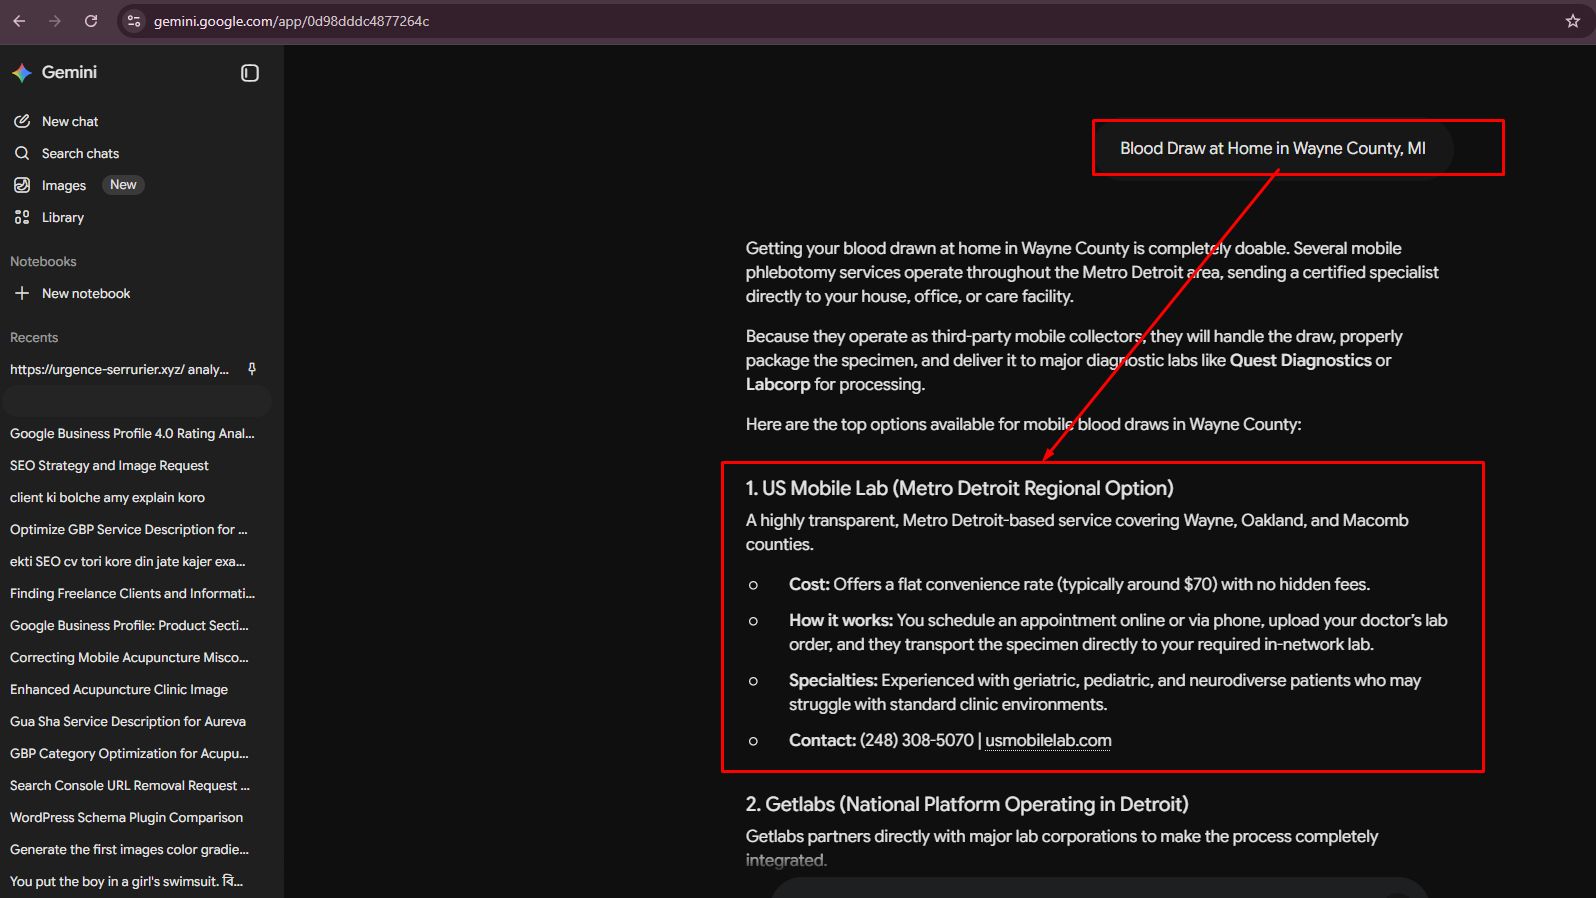 gemini.google.com/app/0d98dddc4877264c
Gemini
New chat
Search chats
Images New
Library
Notebooks
New notebook
Recents
https://urgence-serrurier.xyz/ analy...
Google Business Profile 4.0 Rating Anal...
SEO Strategy and Image Request
client ki bolche amy explain koro
Optimize GBP Service Description for ...
ekti SEO cv tori kore din jate kajer exa...
Finding Freelance Clients and Informati...
Google Business Profile: Product Secti...
Correcting Mobile Acupuncture Misco...
Enhanced Acupuncture Clinic Image
Gua Sha Service Description for Aureva
GBP Category Optimization for Acupu...
Search Console URL Removal Request ...
WordPress Schema Plugin Comparison
Generate the first images color gradie...
You put the boy in a girl's swimsuit. বি...
Blood Draw at Home in Wayne County, MI
Getting your blood drawn at home in Wayne County is completely doable. Several mobile
phlebotomy services operate throughout the Metro Detroit area, sending a certified specialist
directly to your house, office, or care facility.
Because they operate as third-party mobile collectors, they will handle the draw, properly
package the specimen, and deliver it to major diagnostic labs like Quest Diagnostics or
Labcorp for processing.
Here are the top options available for mobile blood draws in Wayne County:
1. US Mobile Lab (Metro Detroit Regional Option)
A highly transparent, Metro Detroit-based service covering Wayne, Oakland, and Macomb
counties.
Cost: Offers a flat convenience rate (typically around $70) with no hidden fees.
How it works: You schedule an appointment online or via phone, upload your doctor’s lab
order, and they transport the specimen directly to your required in-network lab.
Specialties: Experienced with geriatric, pediatric, and neurodiverse patients who may
struggle with standard clinic environments.
Contact: (248) 308-5070 | usmobilelab.com
2. Getlabs (National Platform Operating in Detroit)
Getlabs partners directly with major lab corporations to make the process completely
integrated.